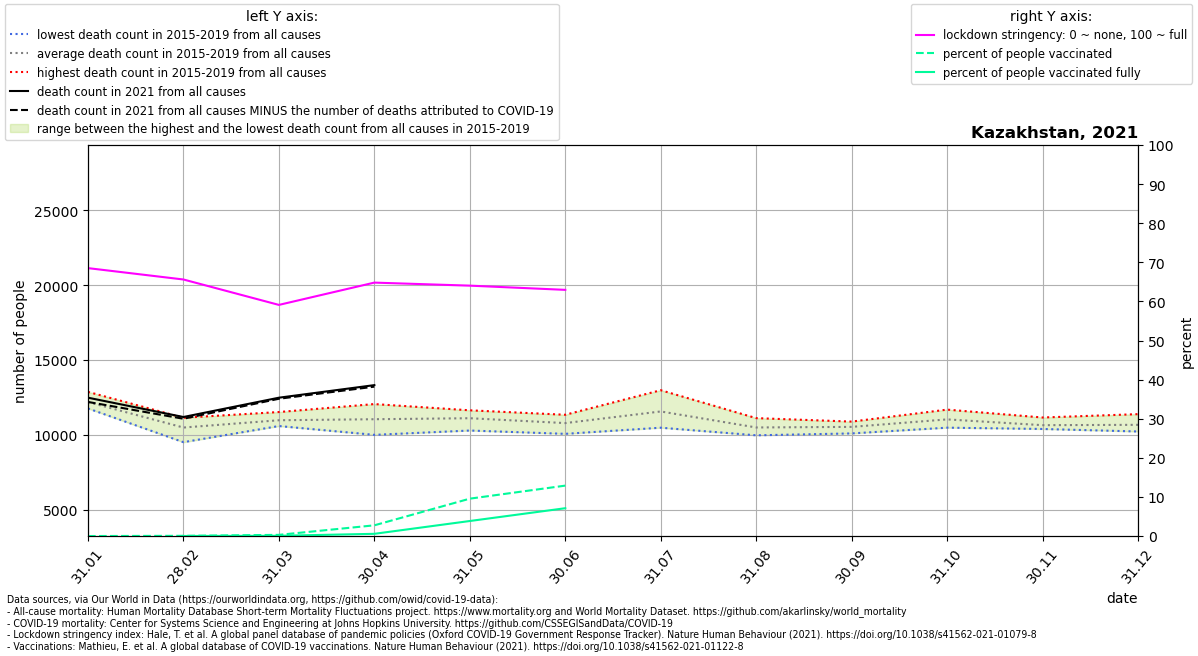 left Y axis:
lowest death count in 2015-2019 from all causes
average death count in 2015-2019 from all causes
highest death count in 2015-2019 from all causes
death count in 2021 from all causes
death count in 2021 from all causes MINUS the number of deaths attributed to COVID-19
range between the highest and the lowest death count from all causes in 2015-2019
right Y axis:
lockdown stringency: 0 ~ none, 100 ~ full
percent of people vaccinated
percent of people vaccinated fully
Kazakhstan, 2021
number of people
25000
20000
15000
10000
5000
100
90
80
70
60
50
40
30
20
10
0
percent
31.01
28.02
31.03
30.04
31.05
30.06
31.07
31.08
30.09
31.10
30.11
31.12
date
Data sources, via Our World in Data (https://ourworldindata.org, https://github.com/owid/covid-19-data):
- All-cause mortality: Human Mortality Database Short-term Mortality Fluctuations project. https://www.mortality.org and World Mortality Dataset. https://github.com/akarlinsky/world_mortality
- COVID-19 mortality: Center for Systems Science and Engineering at Johns Hopkins University. https://github.com/CSSEGISandData/COVID-19
- Lockdown stringency index: Hale, T. et al. A global panel database of pandemic policies (Oxford COVID-19 Government Response Tracker). Nature Human Behaviour (2021). https://doi.org/10.1038/s41562-021-01079-8
- Vaccinations: Mathieu, E. et al. A global database of COVID-19 vaccinations. Nature Human Behaviour (2021). https://doi.org/10.1038/s41562-021-01122-8